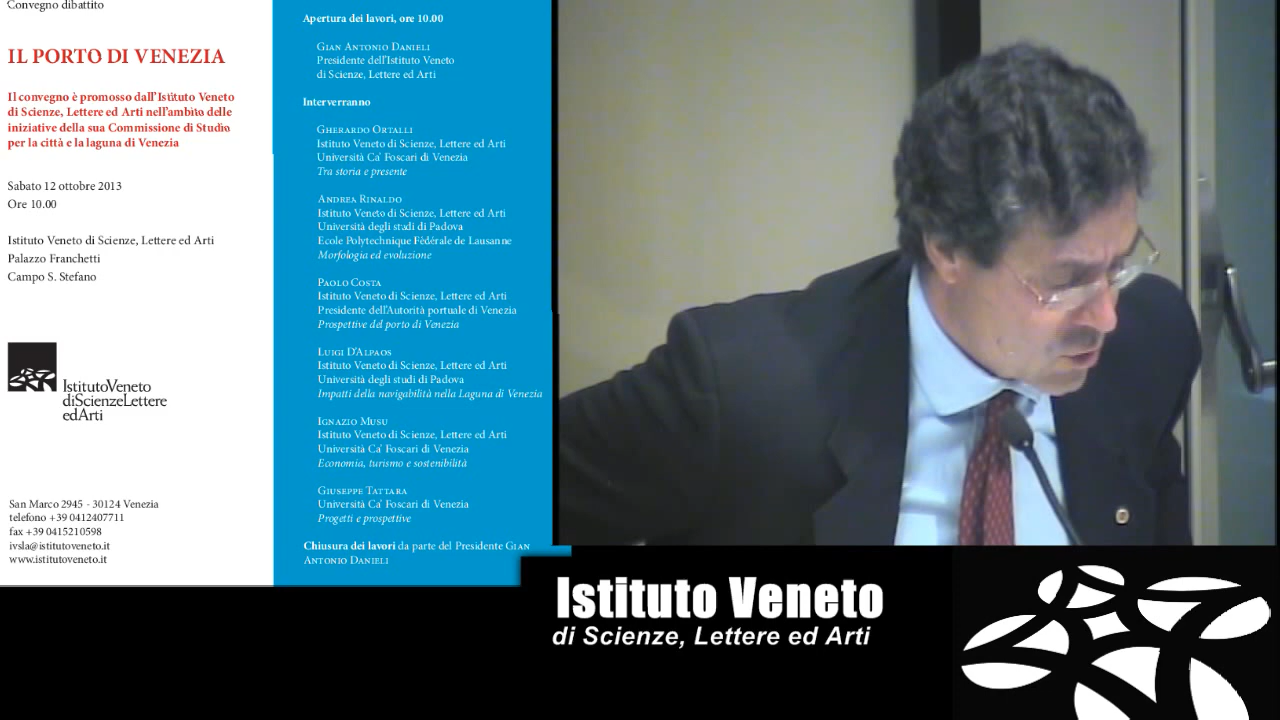 Convegno dibattito
IL PORTO DI VENEZIA
Il convegno è promosso dall'Istituto Veneto
di Scienze, Lettere ed Arti nell'ambito delle
iniziative della sua Commissione di Studio
per la città e la laguna di Venezia
Sabato 12 ottobre 2013
Ore 10.00
Istituto Veneto di Scienze, Lettere ed Arti
Palazzo Franchetti
Campo S. Stefano
IstitutoVeneto
diScienzeLettere
edArti
San Marco 2945 - 30124 Venezia
telefono +39 0412407711
fax +39 0415210598
ivsla@istitutoveneto.it
www.istitutoveneto.it
Apertura dei lavori, ore 10.00
Gian Antonio Danieli
Presidente dell'Istituto Veneto
di Scienze, Lettere ed Arti
Interverranno
Gherardo Ortalli
Istituto Veneto di Scienze, Lettere ed Arti
Università Ca' Foscari di Venezia
Tra storia e presente
Andrea Rinaldo
Istituto Veneto di Scienze, Lettere ed Arti
Università degli studi di Padova
Ecole Polytechnique Fédérale de Lausanne
Morfologia ed evoluzione
Paolo Costa
Istituto Veneto di Scienze, Lettere ed Arti
Presidente dell'Autorità portuale di Venezia
Prospettive del porto di Venezia
Luigi D'Alpaos
Istituto Veneto di Scienze, Lettere ed Arti
Università degli studi di Padova
Impatti della navigabilità nella Laguna di Venezia
Ignazio Musu
Istituto Veneto di Scienze, Lettere ed Arti
Università Ca' Foscari di Venezia
Economia, turismo e sostenibilità
Giuseppe Tattara
Università Ca' Foscari di Venezia
Progetti e prospettive
Chiusura dei lavori da parte del Presidente Gian
Antonio Danieli
Istituto Veneto
di Scienze, Lettere ed Arti